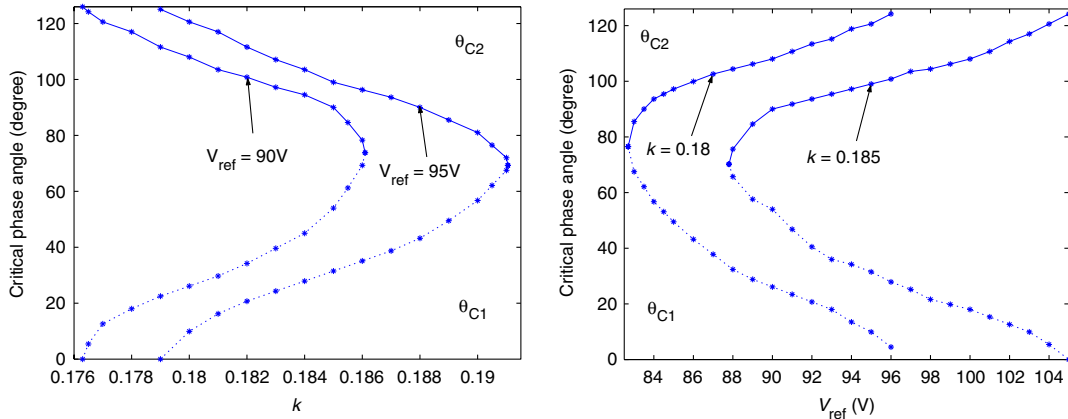 120
100
80
60
40
20
0
Critical phase angle (degree)
θC2
Vref = 90V
Vref = 95V
θC1
0.176 0.178 0.18 0.182 0.184 0.186 0.188 0.19
k
120
100
80
60
40
20
0
Critical phase angle (degree)
θC2
k = 0.18
k = 0.185
θC1
84 86 88 90 92 94 96 98 100 102 104
Vref (V)